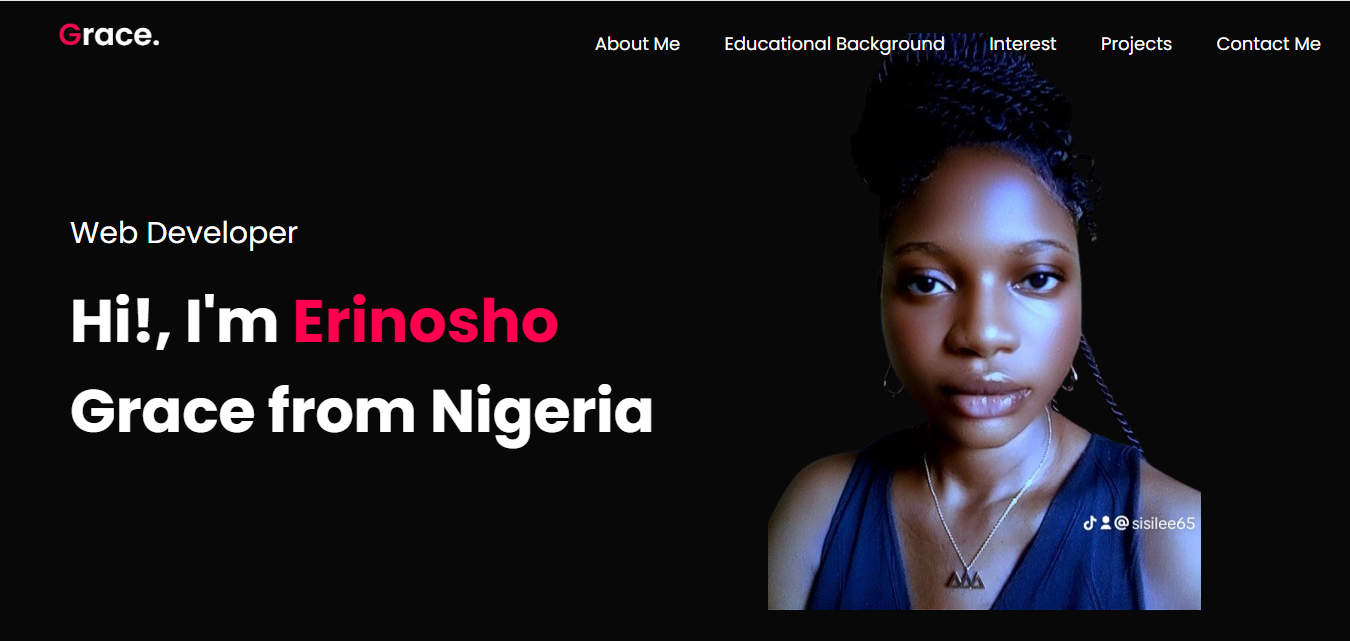 Grace.
About Me Educational Background Interest Projects Contact Me
Web Developer
Hi!, I'm Erinosho
Grace from Nigeria
@sisilee65